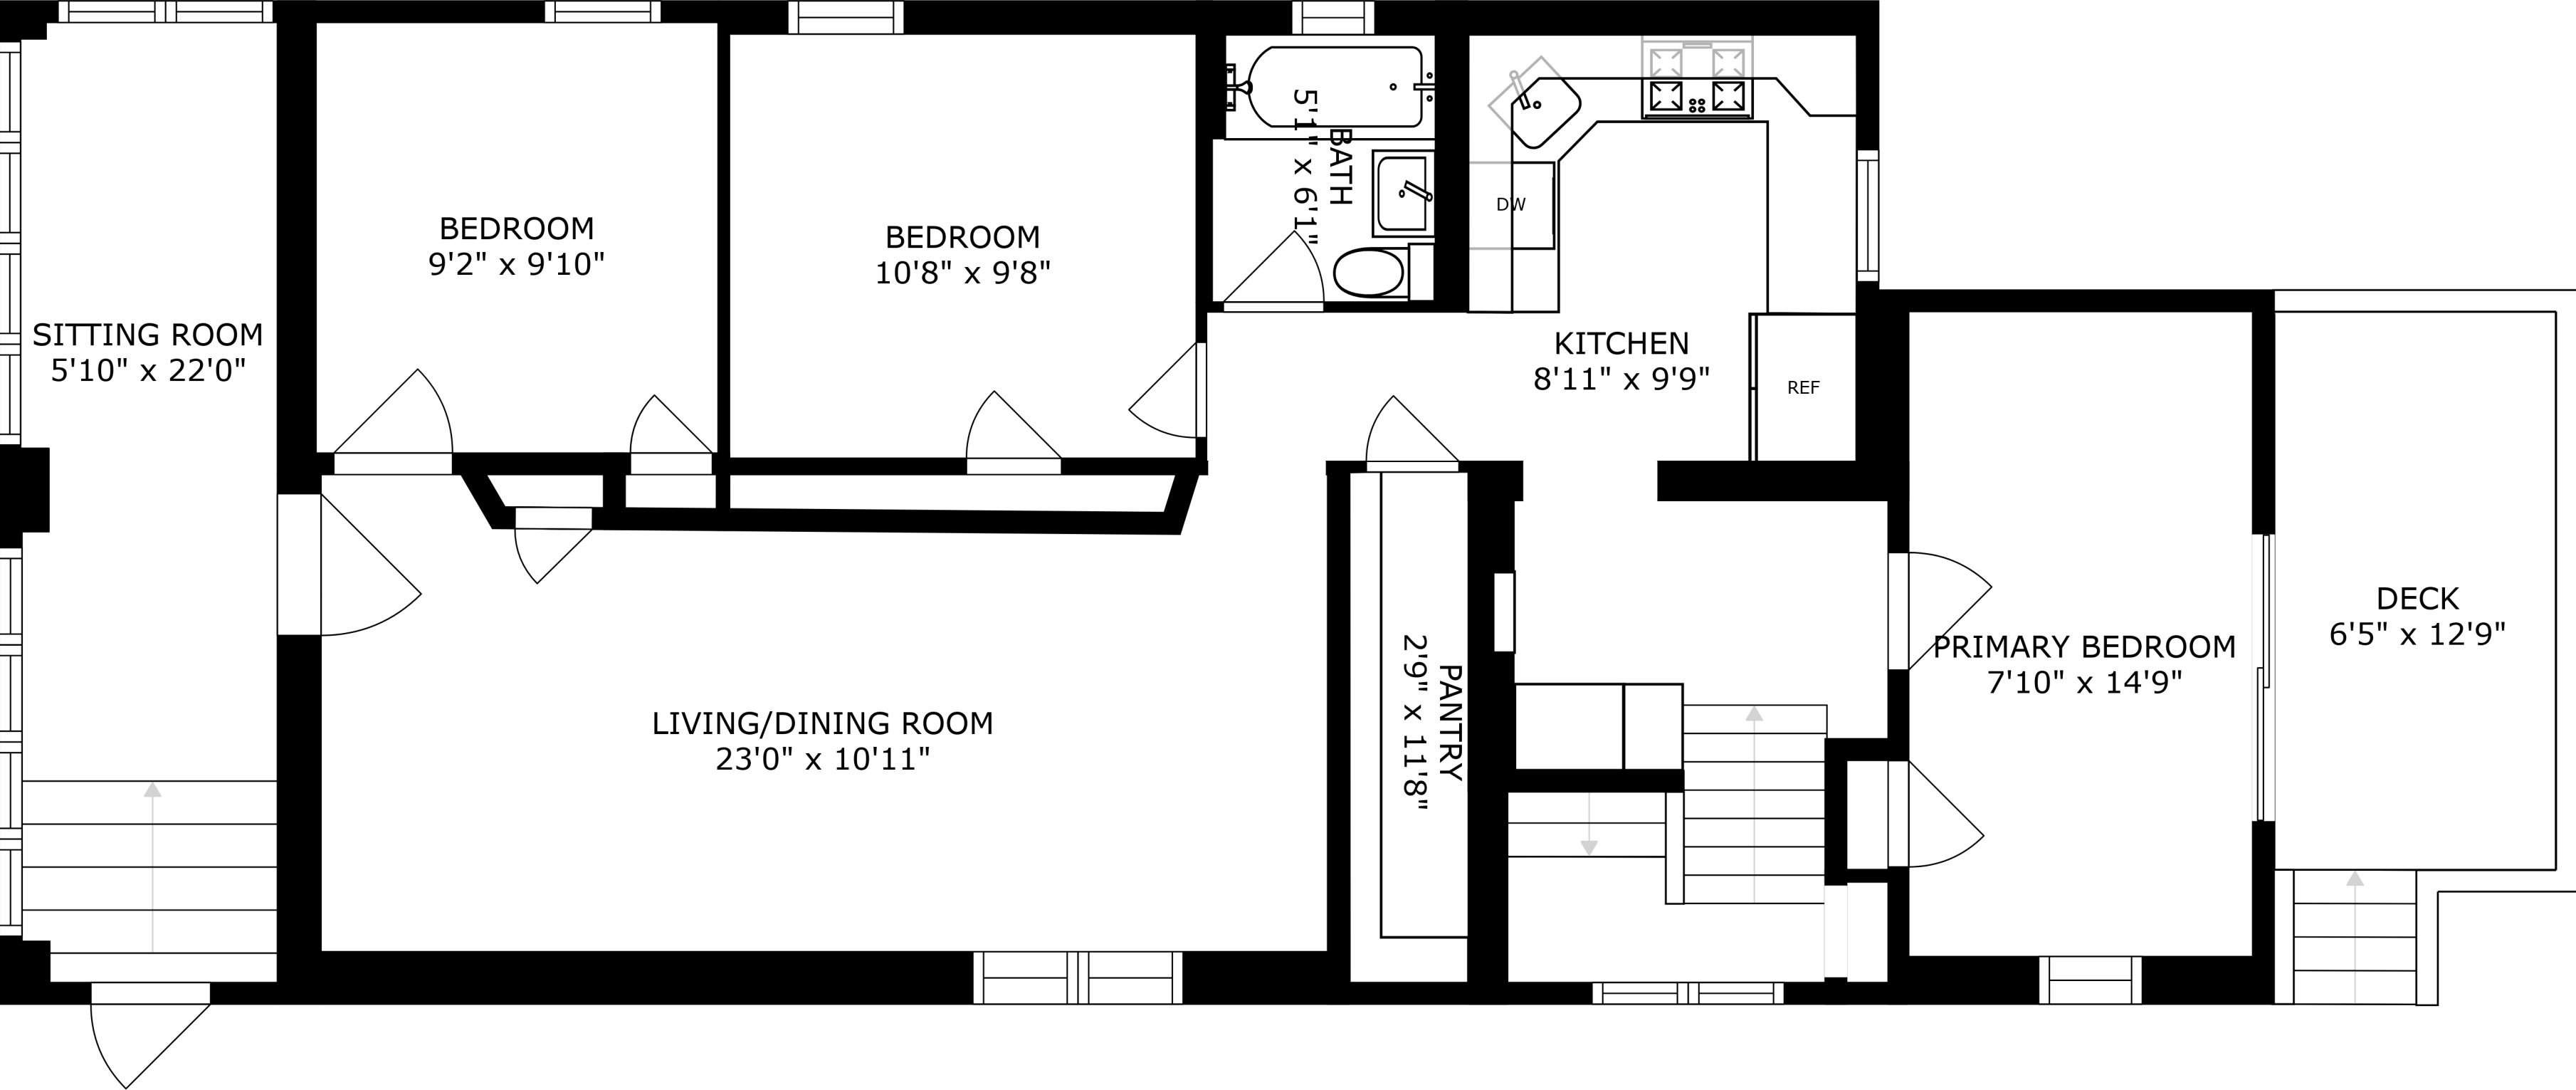 SITTING ROOM
5'10" x 22'0"
BEDROOM
9'2" x 9'10"
BEDROOM
10'8" x 9'8"
BATH
5'1" x 6'1"
DW
KITCHEN
8'11" x 9'9"
REF
LIVING/DINING ROOM
23'0" x 10'11"
PANTRY
2'9" x 11'8"
PRIMARY BEDROOM
7'10" x 14'9"
DECK
6'5" x 12'9"